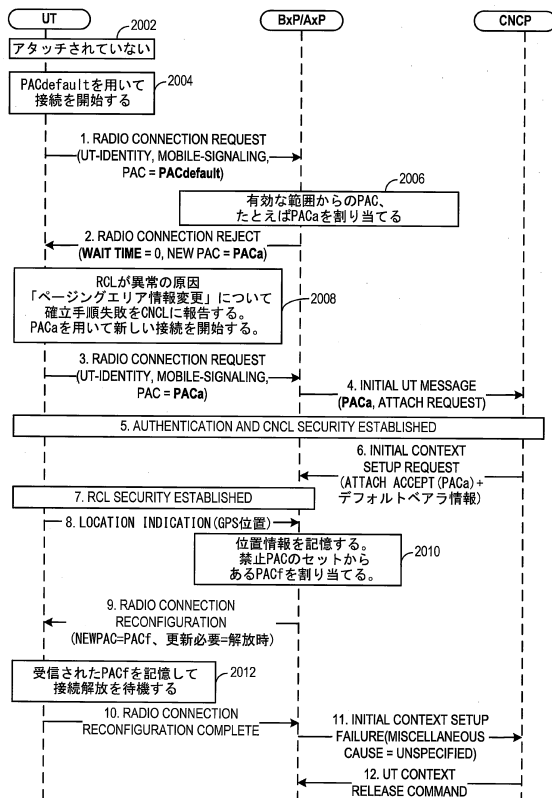 UT
BxP/AxP
CNCP
2002
アタッチされていない
2004
PACdefaultを用いて
接続を開始する
1. RADIO CONNECTION REQUEST
(UT-IDENTITY, MOBILE-SIGNALING,
PAC = PACdefault)
2006
有効な範囲からのPAC、
たとえばPACaを割り当てる
2. RADIO CONNECTION REJECT
(WAIT TIME = 0, NEW PAC = PACa)
RCLが異常の原因
「ページングエリア情報変更」について
確立手順失敗をCNCLに報告する。
PACaを用いて新しい接続を開始する。
2008
3. RADIO CONNECTION REQUEST
(UT-IDENTITY, MOBILE-SIGNALING,
PAC = PACa)
4. INITIAL UT MESSAGE
(PACa, ATTACH REQUEST)
5. AUTHENTICATION AND CNCL SECURITY ESTABLISHED
6. INITIAL CONTEXT
SETUP REQUEST
(ATTACH ACCEPT(PACa)+
デフォルトベアラ情報)
7. RCL SECURITY ESTABLISHED
8. LOCATION INDICATION(GPS位置)
位置情報を記憶する。
禁止PACのセットから
あるPACfを割り当てる。
2010
9. RADIO CONNECTION
RECONFIGURATION
(NEWPAC=PACf、更新必要=解放時)
2012
受信されたPACfを記憶して
接続解放を待機する
10. RADIO CONNECTION
RECONFIGURATION COMPLETE
11. INITIAL CONTEXT SETUP
FAILURE(MISCELLANEOUS
CAUSE = UNSPECIFIED)
12. UT CONTEXT
RELEASE COMMAND